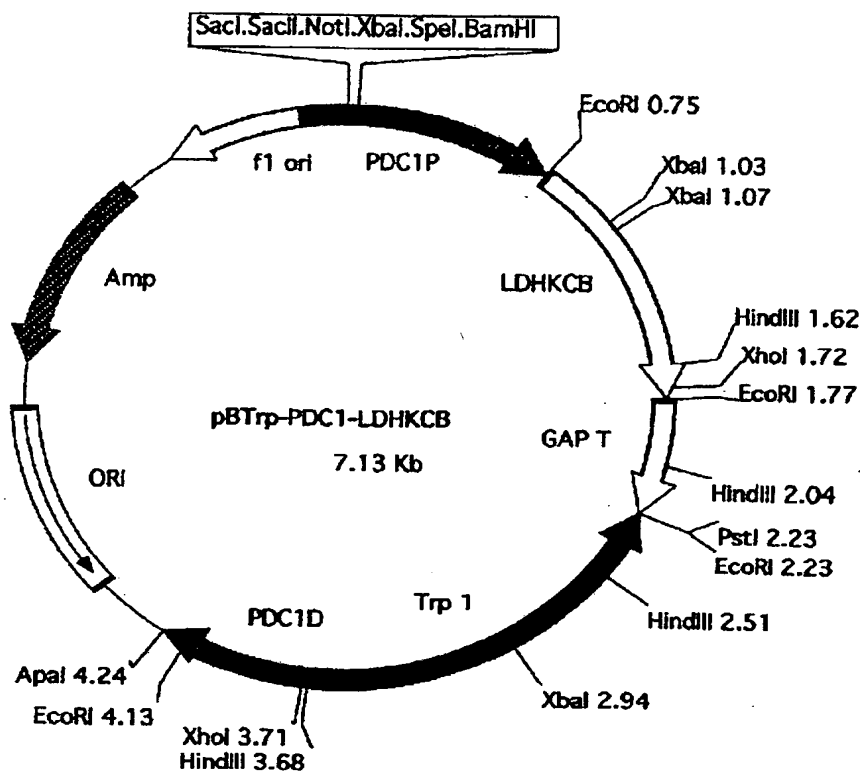 SacI.SacII.NotI.XbaI.SpeI.BamHI
EcoRI 0.75
XbaI 1.03
XbaI 1.07
f1 ori
PDC1P
Amp
LDHKCB
HindIII 1.62
XhoI 1.72
EcoRI 1.77
pBTrp-PDC1-LDHKCB
7.13 Kb
GAP T
ORI
HindIII 2.04
PstI 2.23
EcoRI 2.23
Trp 1
PDC1D
HindIII 2.51
ApaI 4.24
EcoRI 4.13
XbaI 2.94
XhoI 3.71
HindIII 3.68